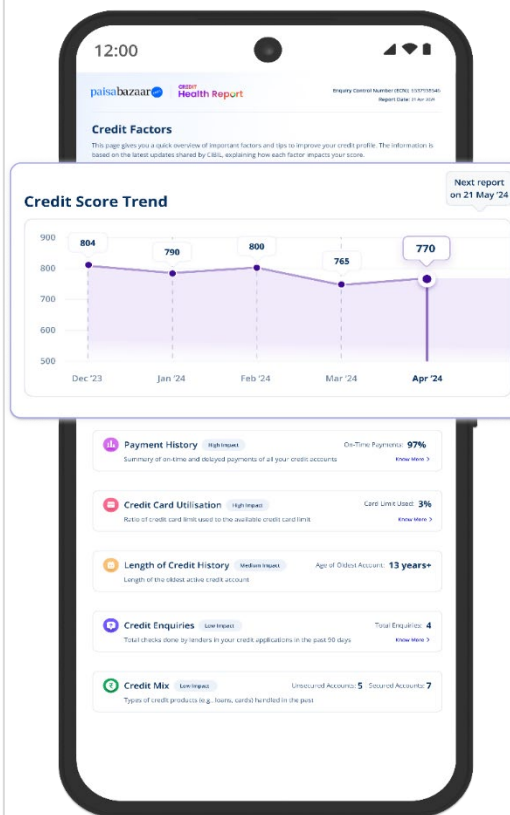 12:00
paisabazaar
CREDIT
Health Report
Enquiry Control Number (ECN):
Report Date:
Credit Factors
This page gives you a quick overview of important factors and tips to improve your credit profile. The information is
based on the latest updates shared by CIBIL, explaining how each factor impacts your score.
Next report
on 21 May '24
Credit Score Trend
900
800
700
600
500
804
790
800
765
770
Dec '23
Jan '24
Feb '24
Mar '24
Apr '24
Payment History High Impact On-Time Payments: 97%
Summary of on-time and delayed payments of all your credit accounts Know More >
Credit Card Utilisation High Impact Card Limit Used: 3%
Ratio of credit card limit used to the available credit card limit Know More >
Length of Credit History Medium Impact Age of Oldest Account: 13 years+
Length of the oldest active credit account
Credit Enquiries Low Impact Total Enquiries: 4
Total checks done by lenders in your credit applications in the past 90 days Know More >
Credit Mix Low Impact Unsecured Accounts: 5 Secured Accounts: 7
Types of credit products (e.g., loans, cards) handled in the past